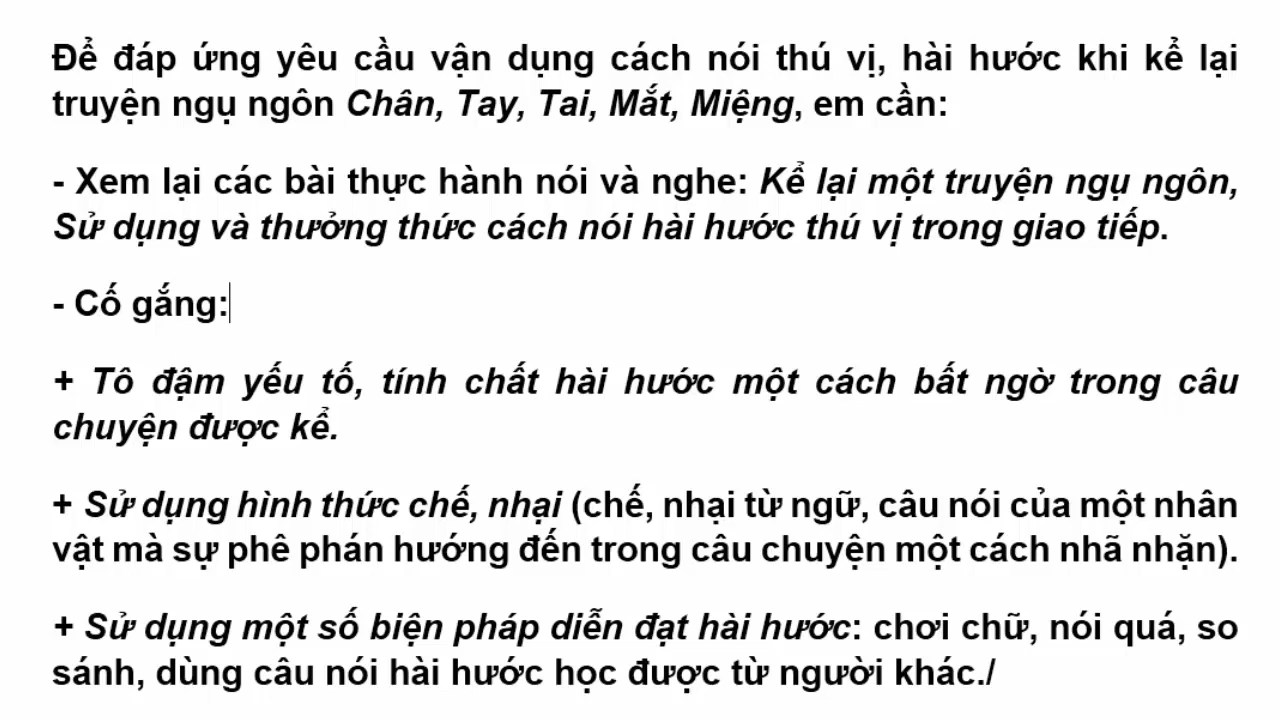 Để đáp ứng yêu cầu vận dụng cách nói thú vị, hài hước khi kể lại
truyện ngụ ngôn Chân, Tay, Tai, Mắt, Miệng, em cần:
- Xem lại các bài thực hành nói và nghe: Kể lại một truyện ngụ ngôn,
Sử dụng và thưởng thức cách nói hài hước thú vị trong giao tiếp.
- Cố gắng:
+ Tô đậm yếu tố, tính chất hài hước một cách bất ngờ trong câu
chuyện được kể.
+ Sử dụng hình thức chế, nhại (chế, nhại từ ngữ, câu nói của một nhân
vật mà sự phê phán hướng đến trong câu chuyện một cách nhã nhặn).
+ Sử dụng một số biện pháp diễn đạt hài hước: chơi chữ, nói quá, so
sánh, dùng câu nói hài hước học được từ người khác./